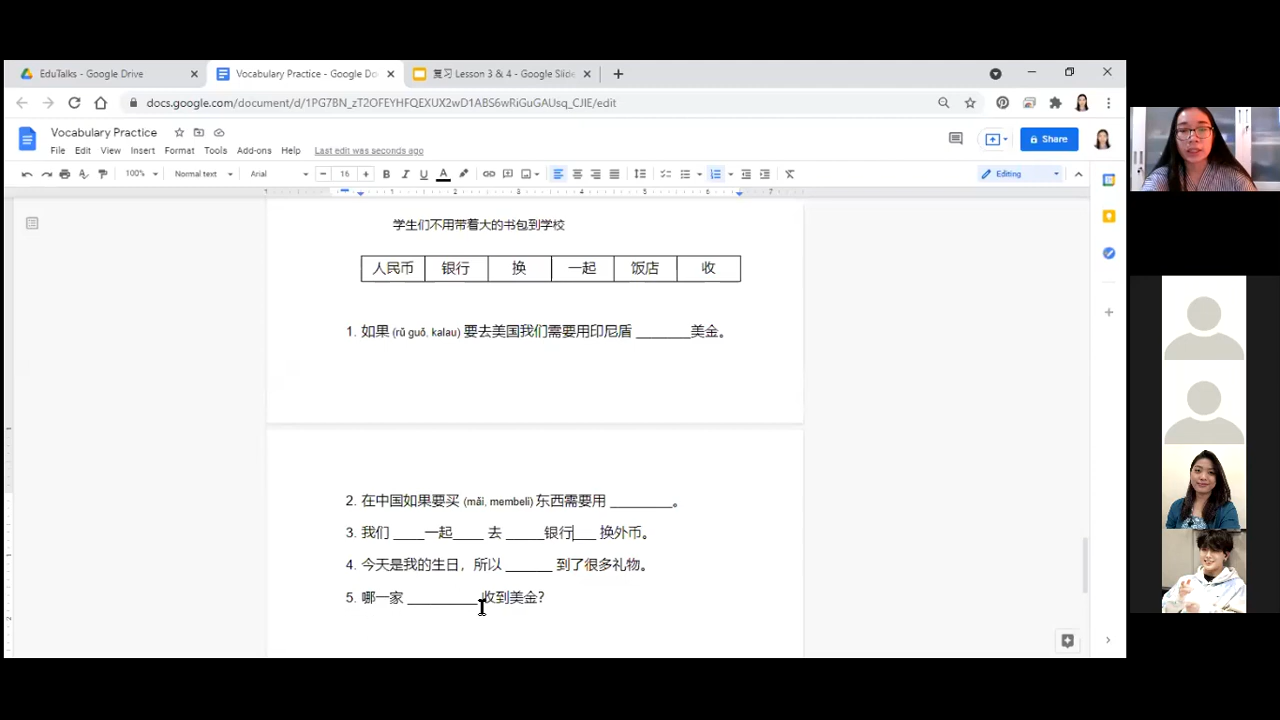 EduTalks - Google Drive
Vocabulary Practice - Google Do
复习 Lesson 3 & 4 - Google Slide
docs.google.com/document/d/1PG7BN_zT2OFEYHFQEXUX2wD1ABS6wRiGuGAUsq_CJIE/edit
Vocabulary Practice
File Edit View Insert Format Tools Add-ons Help Last edit was seconds ago
Share
100% Normal text Arial 16 B I U A Editing
1 1 2 3 4 5 6 7
学生们不用带着大的书包到学校
人民币 银行 换 一起 饭店 收
1. 如果 (rú guǒ, kalau) 要去美国我们需要用印尼盾 ________美金。
2. 在中国如果要买 (mǎi, membeli) 东西需要用 _________。
3. 我们 ____一起____ 去 _____银行___ 换外币。
4. 今天是我的生日，所以 ______ 到了很多礼物。
5. 哪一家 __________收到美金?